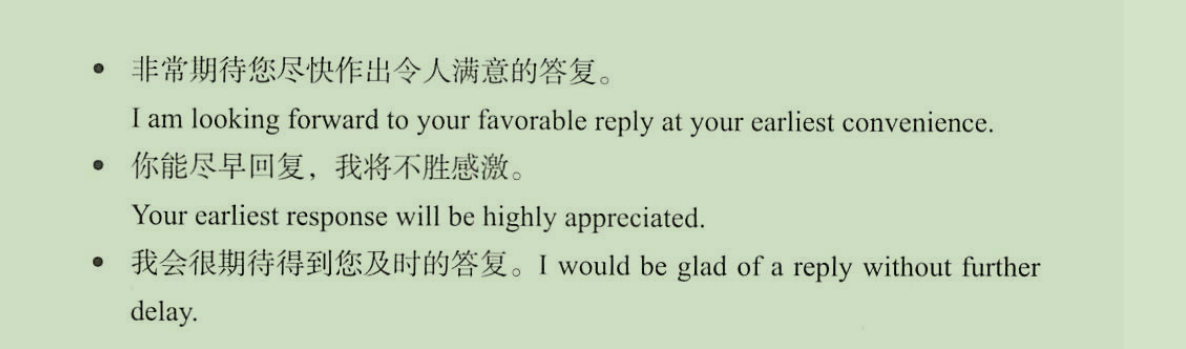 • 非常期待您尽快作出令人满意的答复。
I am looking forward to your favorable reply at your earliest convenience.
• 你能尽早回复，我将不胜感激。
Your earliest response will be highly appreciated.
• 我会很期待得到您及时的答复。I would be glad of a reply without further
delay.